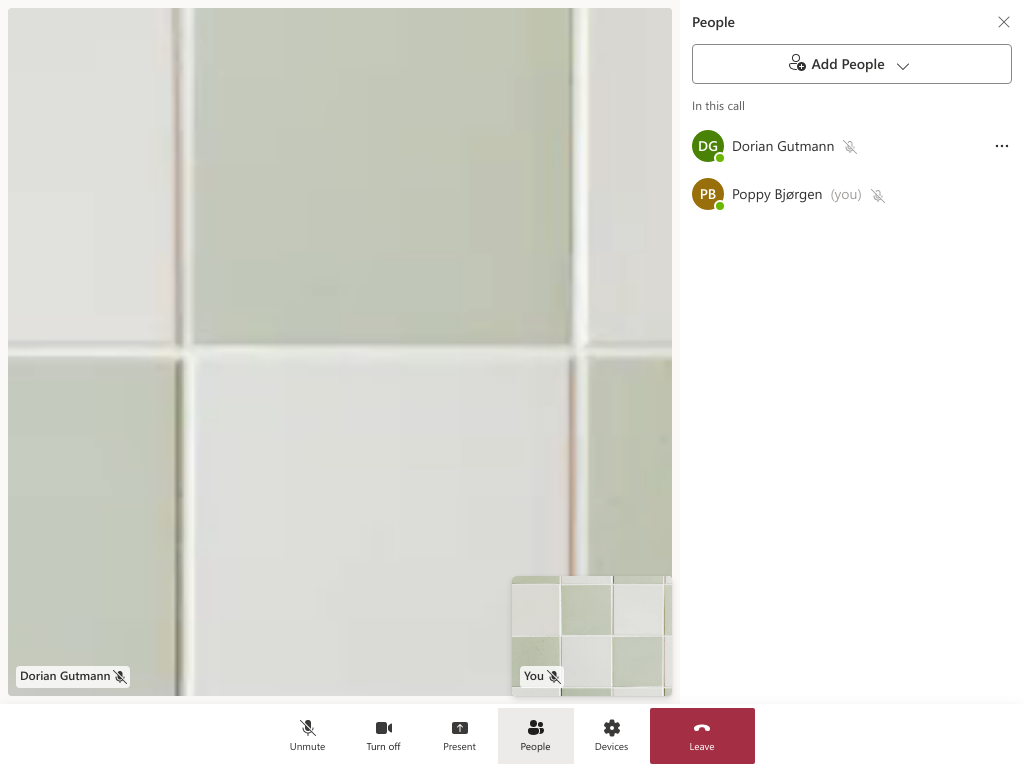 People
Add People
In this call
DG Dorian Gutmann
PB Poppy Bjørgen (you)
Dorian Gutmann
You
Unmute
Turn off
Present
People
Devices
Leave